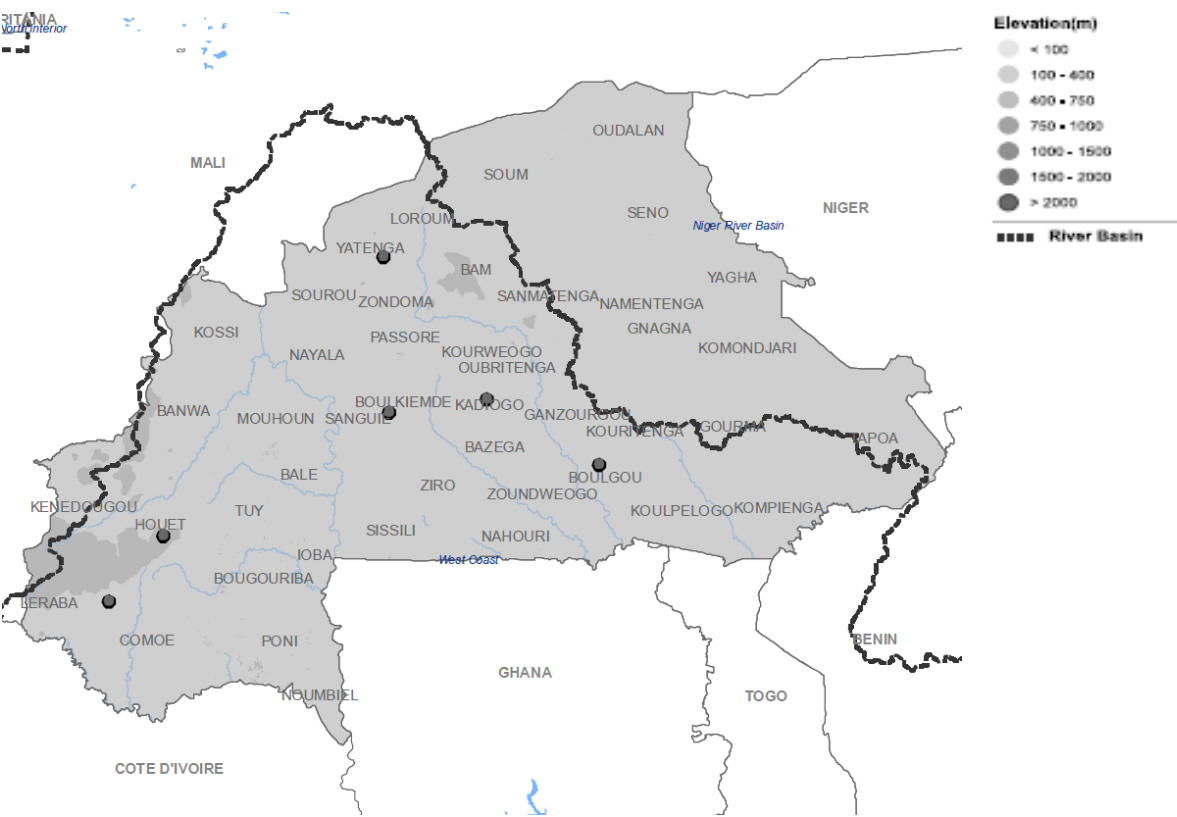 RITANIA
North Interior
Elevation(m)
< 100
100 - 400
400 - 750
750 - 1000
1000 - 1500
1500 - 2000
> 2000
River Basin
OUDALAN
MALI
SOUM
NIGER
LOROUM
SENO
Niger River Basin
YATENGA
BAM
YAGHA
SOUROU
ZONDOMA
SANMATENGA
NAMENTENGA
KOSSI
GNAGNA
PASSORE
KOMONDJARI
NAYALA
KOURWEOGO
OUBRITENGA
BANWA
MOUHOUN
SANGUIE
BOULKIEMDE
KADIOGO
GANZOURGOU
KOURITENGA
GOURMA
TAPOA
BAZEGA
BALE
BOULGOU
ZIRO
ZOUNDWEOGO
KENEDOUGOU
TUY
KOULPELOGO
KOMPIENGA
HOUET
SISSILI
NAHOURI
IOBA
West Coast
BOUGOURIBA
LERABA
COMOE
PONI
BENIN
GHANA
NOUMBIEL
TOGO
COTE D'IVOIRE